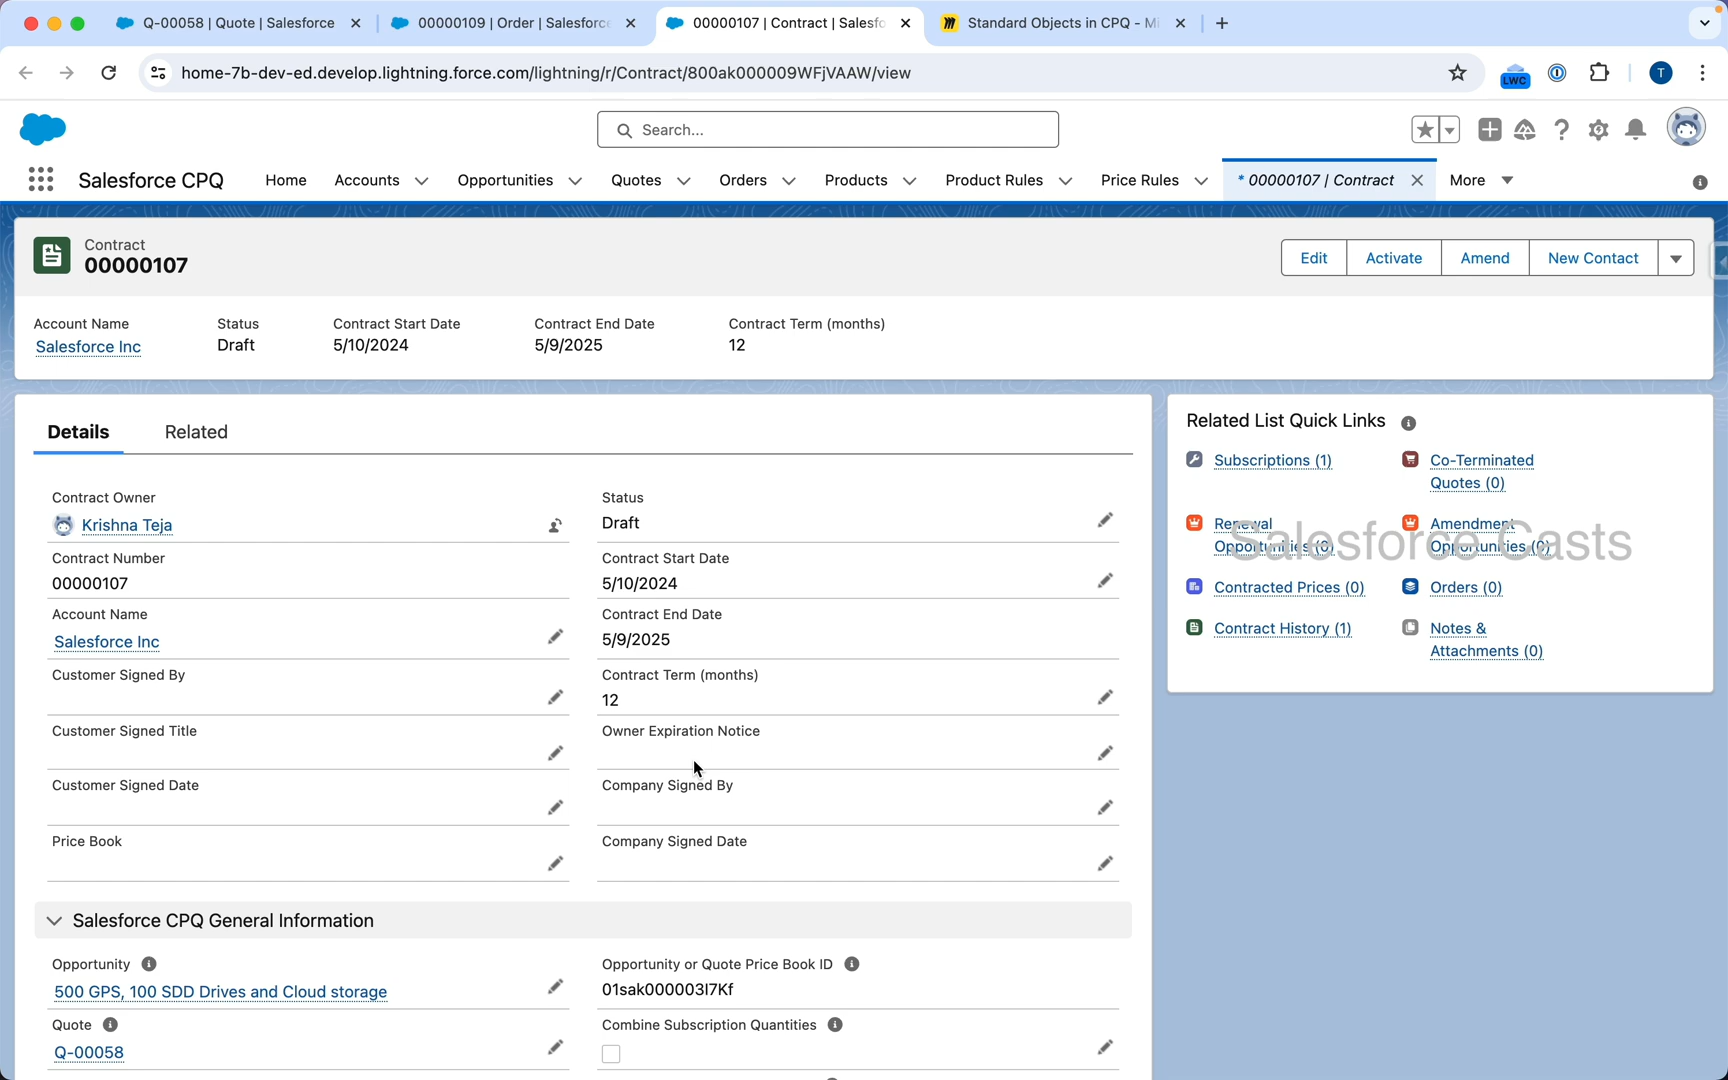 Q-00058 | Quote | Salesforce
00000109 | Order | Salesforce
00000107 | Contract | Salesfo
Standard Objects in CPQ - Mi
home-7b-dev-ed.develop.lightning.force.com/lightning/r/Contract/800ak000009WFjVAAW/view
LWC
T
Search...
Salesforce CPQ
Home
Accounts
Opportunities
Quotes
Orders
Products
Product Rules
Price Rules
* 00000107 | Contract
More
Contract
00000107
Edit
Activate
Amend
New Contact
Account Name
Status
Contract Start Date
Contract End Date
Contract Term (months)
Salesforce Inc
Draft
5/10/2024
5/9/2025
12
Details
Related
Contract Owner
Krishna Teja
Status
Draft
Contract Number
00000107
Contract Start Date
5/10/2024
Account Name
Salesforce Inc
Contract End Date
5/9/2025
Customer Signed By
Contract Term (months)
12
Customer Signed Title
Owner Expiration Notice
Customer Signed Date
Company Signed By
Price Book
Company Signed Date
Salesforce CPQ General Information
Opportunity
500 GPS, 100 SDD Drives and Cloud storage
Opportunity or Quote Price Book ID
01sak000003I7Kf
Quote
Q-00058
Combine Subscription Quantities
Related List Quick Links
Subscriptions (1)
Co-Terminated
Quotes (0)
Renewal
Opportunities (0)
Amendment
Opportunities (0)
Salesforce Casts
Contracted Prices (0)
Orders (0)
Contract History (1)
Notes &
Attachments (0)